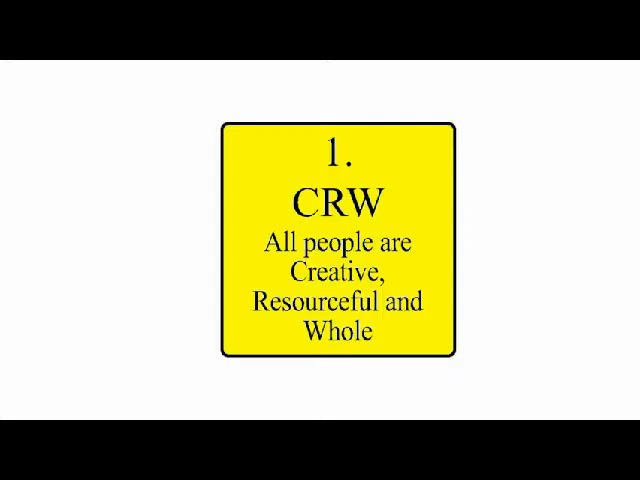 1.
CRW
All people are
Creative,
Resourceful and
Whole